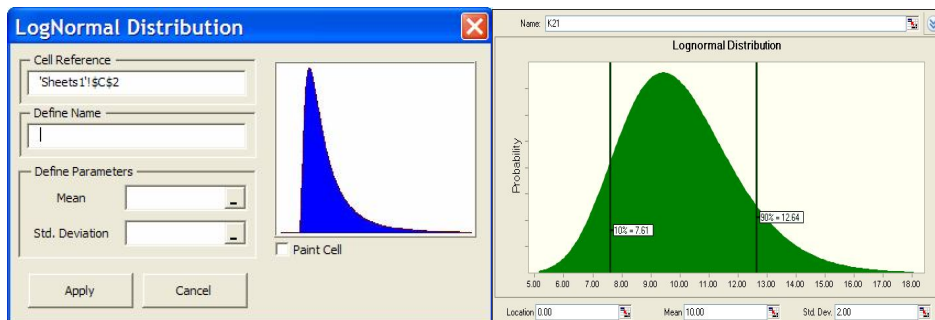 LogNormal Distribution
Cell Reference
'Sheets1'!$C$2
Define Name
Define Parameters
Mean
Std. Deviation
Paint Cell
Apply
Cancel
Name: K21
Lognormal Distribution
Probability
10% = 7.61
90% = 12.64
5.00 6.00 7.00 8.00 9.00 10.00 11.00 12.00 13.00 14.00 15.00 16.00 17.00 18.00
Location 0.00
Mean 10.00
Std. Dev. 2.00